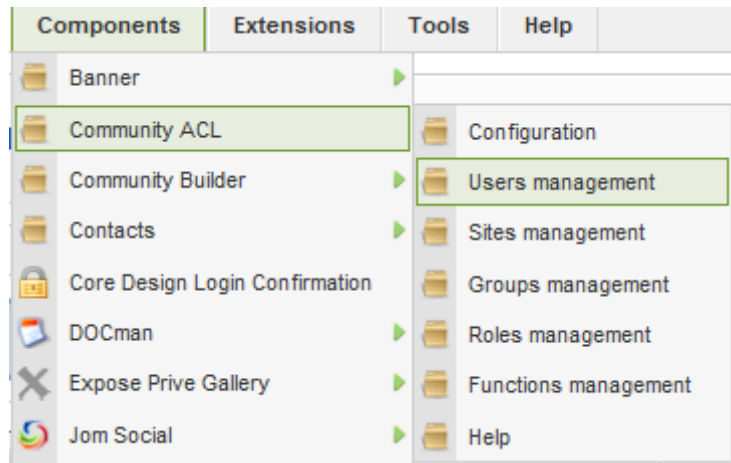 Components Extensions Tools Help
Banner
Community ACL
Community Builder
Contacts
Core Design Login Confirmation
DOCman
Expose Prive Gallery
Jom Social
Configuration
Users management
Sites management
Groups management
Roles management
Functions management
Help